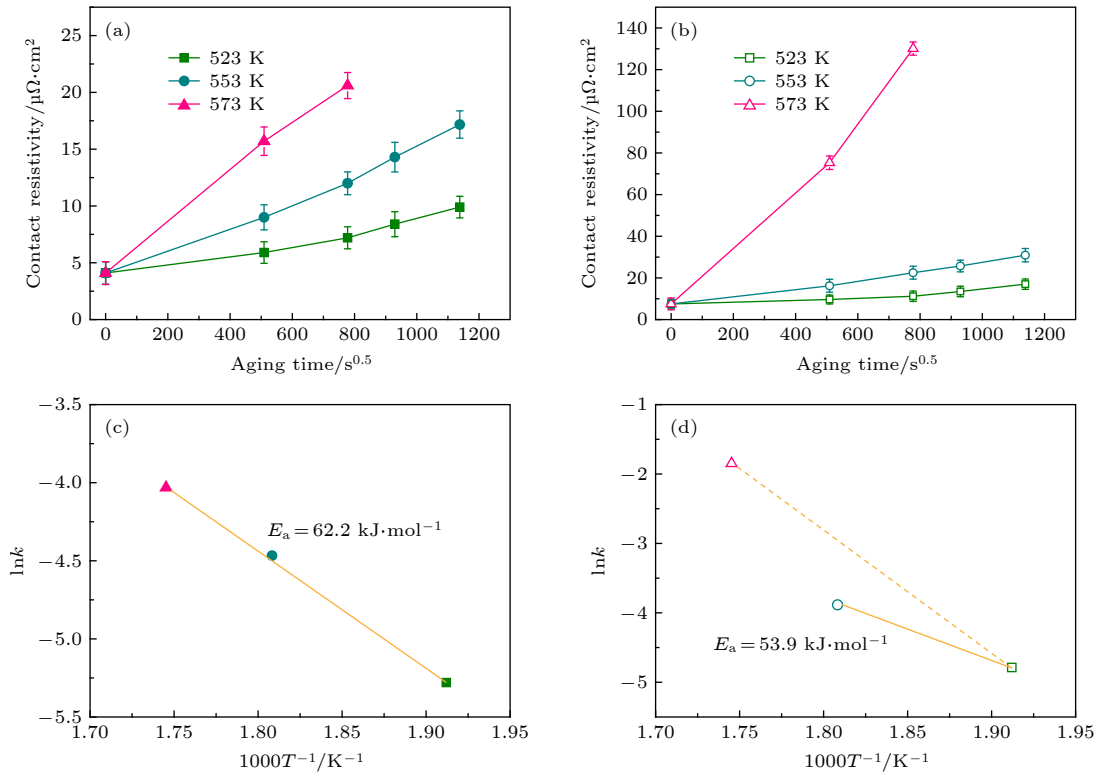 (a)
523 K
553 K
573 K
25
20
15
10
5
0
Contact resistivity/μΩ·cm²
0 200 400 600 800 1000 1200
Aging time/s⁰·⁵
(b)
523 K
553 K
573 K
140
120
100
80
60
40
20
0
Contact resistivity/μΩ·cm²
0 200 400 600 800 1000 1200
Aging time/s⁰·⁵
(c)
Eₐ=62.2 kJ·mol⁻¹
−3.5
−4.0
−4.5
−5.0
−5.5
lnk
1.70 1.75 1.80 1.85 1.90 1.95
1000T⁻¹/K⁻¹
(d)
Eₐ=53.9 kJ·mol⁻¹
−1
−2
−3
−4
−5
lnk
1.70 1.75 1.80 1.85 1.90 1.95
1000T⁻¹/K⁻¹